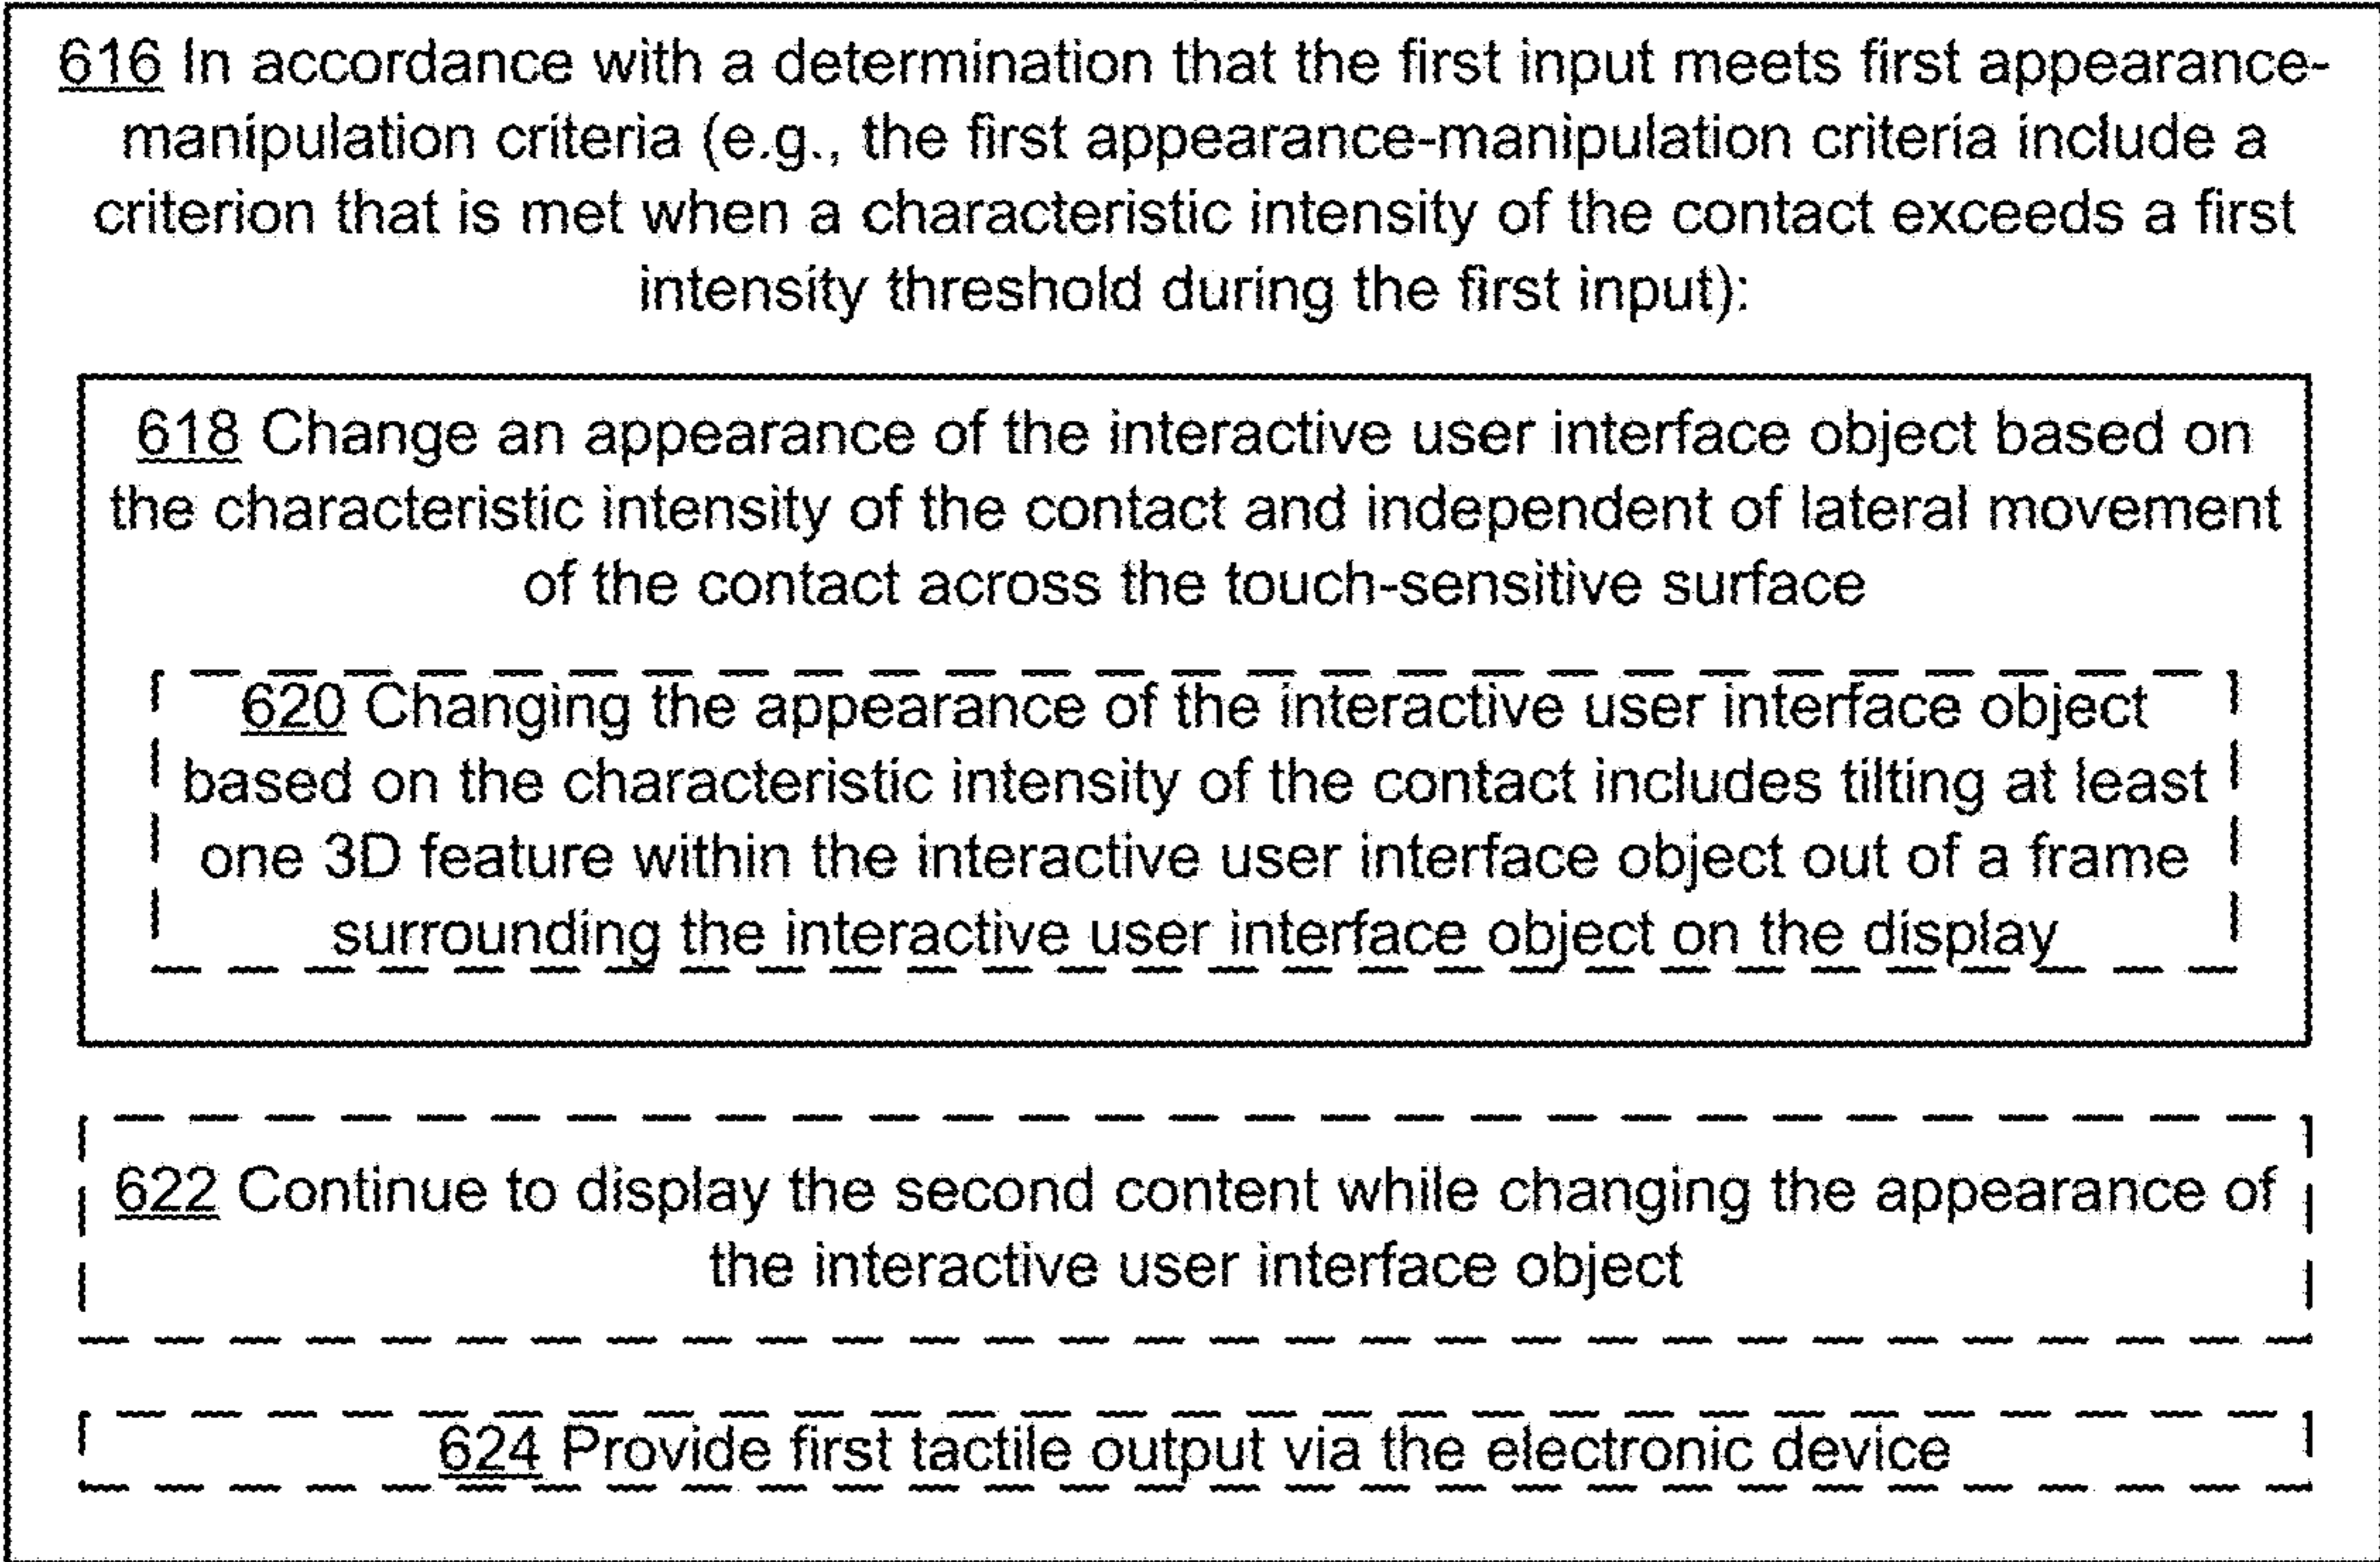 616 In accordance with a determination that the first input meets first appearance-
manipulation criteria (e.g., the first appearance-manipulation criteria include a
criterion that is met when a characteristic intensity of the contact exceeds a first
intensity threshold during the first input):
618 Change an appearance of the interactive user interface object based on
the characteristic intensity of the contact and independent of lateral movement
of the contact across the touch-sensitive surface
620 Changing the appearance of the interactive user interface object
based on the characteristic intensity of the contact includes tilting at least
one 3D feature within the interactive user interface object out of a frame
surrounding the interactive user interface object on the display
622 Continue to display the second content while changing the appearance of
the interactive user interface object
624 Provide first tactile output via the electronic device